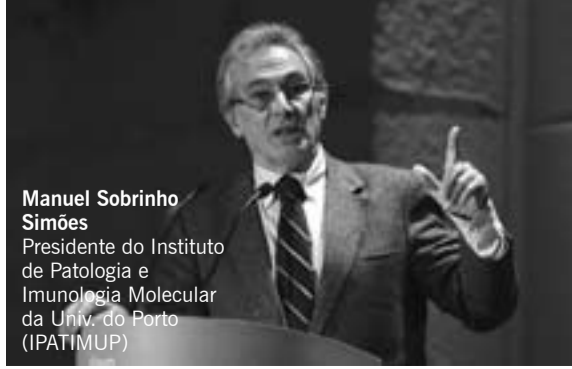 Manuel Sobrinho
Simões
Presidente do Instituto
de Patologia e
Imunologia Molecular
da Univ. do Porto
(IPATIMUP)